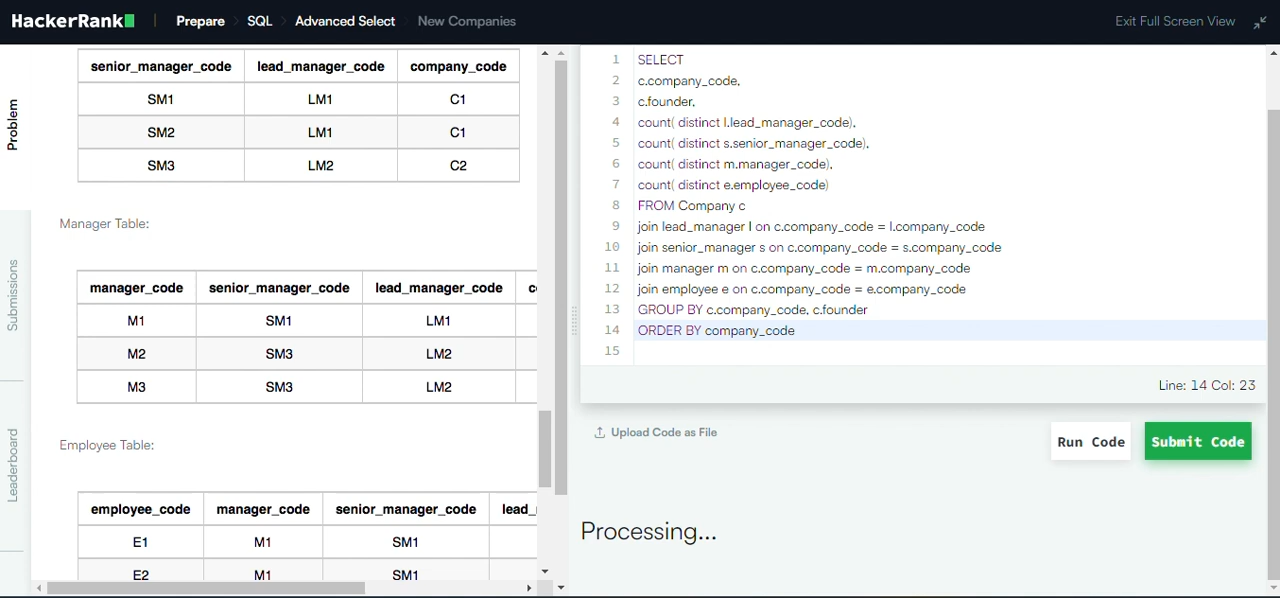 HackerRank | Prepare > SQL > Advanced Select > New Companies Exit Full Screen View
Problem
Submissions
Leaderboard
senior_manager_code lead_manager_code company_code
SM1 LM1 C1
SM2 LM1 C1
SM3 LM2 C2
Manager Table:
manager_code senior_manager_code lead_manager_code
M1 SM1 LM1
M2 SM3 LM2
M3 SM3 LM2
Employee Table:
employee_code manager_code senior_manager_code lead_
E1 M1 SM1
E2 M1 SM1
1 SELECT
2 c.company_code,
3 c.founder,
4 count( distinct l.lead_manager_code),
5 count( distinct s.senior_manager_code),
6 count( distinct m.manager_code),
7 count( distinct e.employee_code)
8 FROM Company c
9 join lead_manager l on c.company_code = l.company_code
10 join senior_manager s on c.company_code = s.company_code
11 join manager m on c.company_code = m.company_code
12 join employee e on c.company_code = e.company_code
13 GROUP BY c.company_code, c.founder
14 ORDER BY company_code
15
Line: 14 Col: 23
Upload Code as File
Run Code
Submit Code
Processing...